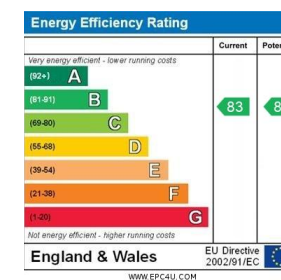 Energy Efficiency Rating
Current
Very energy efficient - lower running costs
(92+) A
(81-91) B 83
(69-80) C
(55-68) D
(39-54) E
(21-38) F
(1-20) G
Not energy efficient - higher running costs
England & Wales
EU Directive
2002/91/EC
WWW.EPC4U.COM